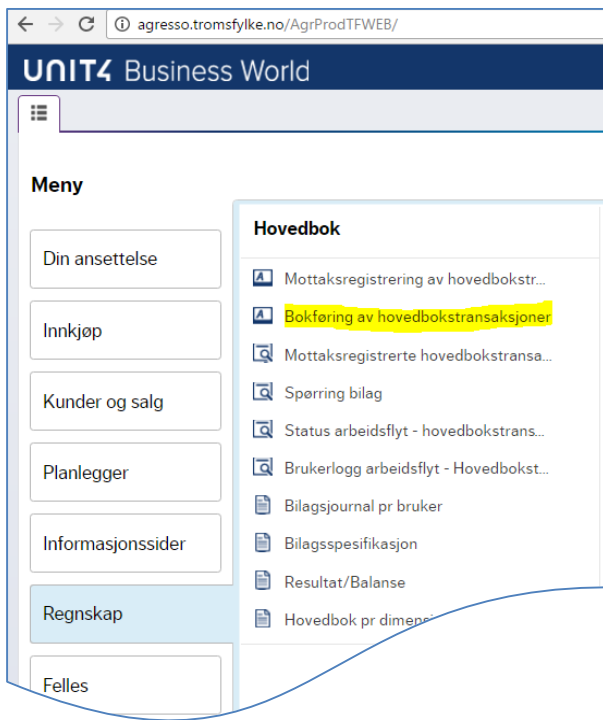 agresso.tromsfylke.no/AgrProdTFWEB/
UNIT4 Business World
Meny
Din ansettelse
Innkjøp
Kunder og salg
Planlegger
Informasjonssider
Regnskap
Felles
Hovedbok
Mottaksregistrering av hovedbokstr...
Bokføring av hovedbokstransaksjoner
Mottaksregistrerte hovedbokstransa...
Spørring bilag
Status arbeidsflyt - hovedbokstrans...
Brukerlogg arbeidsflyt - Hovedbokst...
Bilagsjournal pr bruker
Bilagsspesifikasjon
Resultat/Balanse
Hovedbok pr